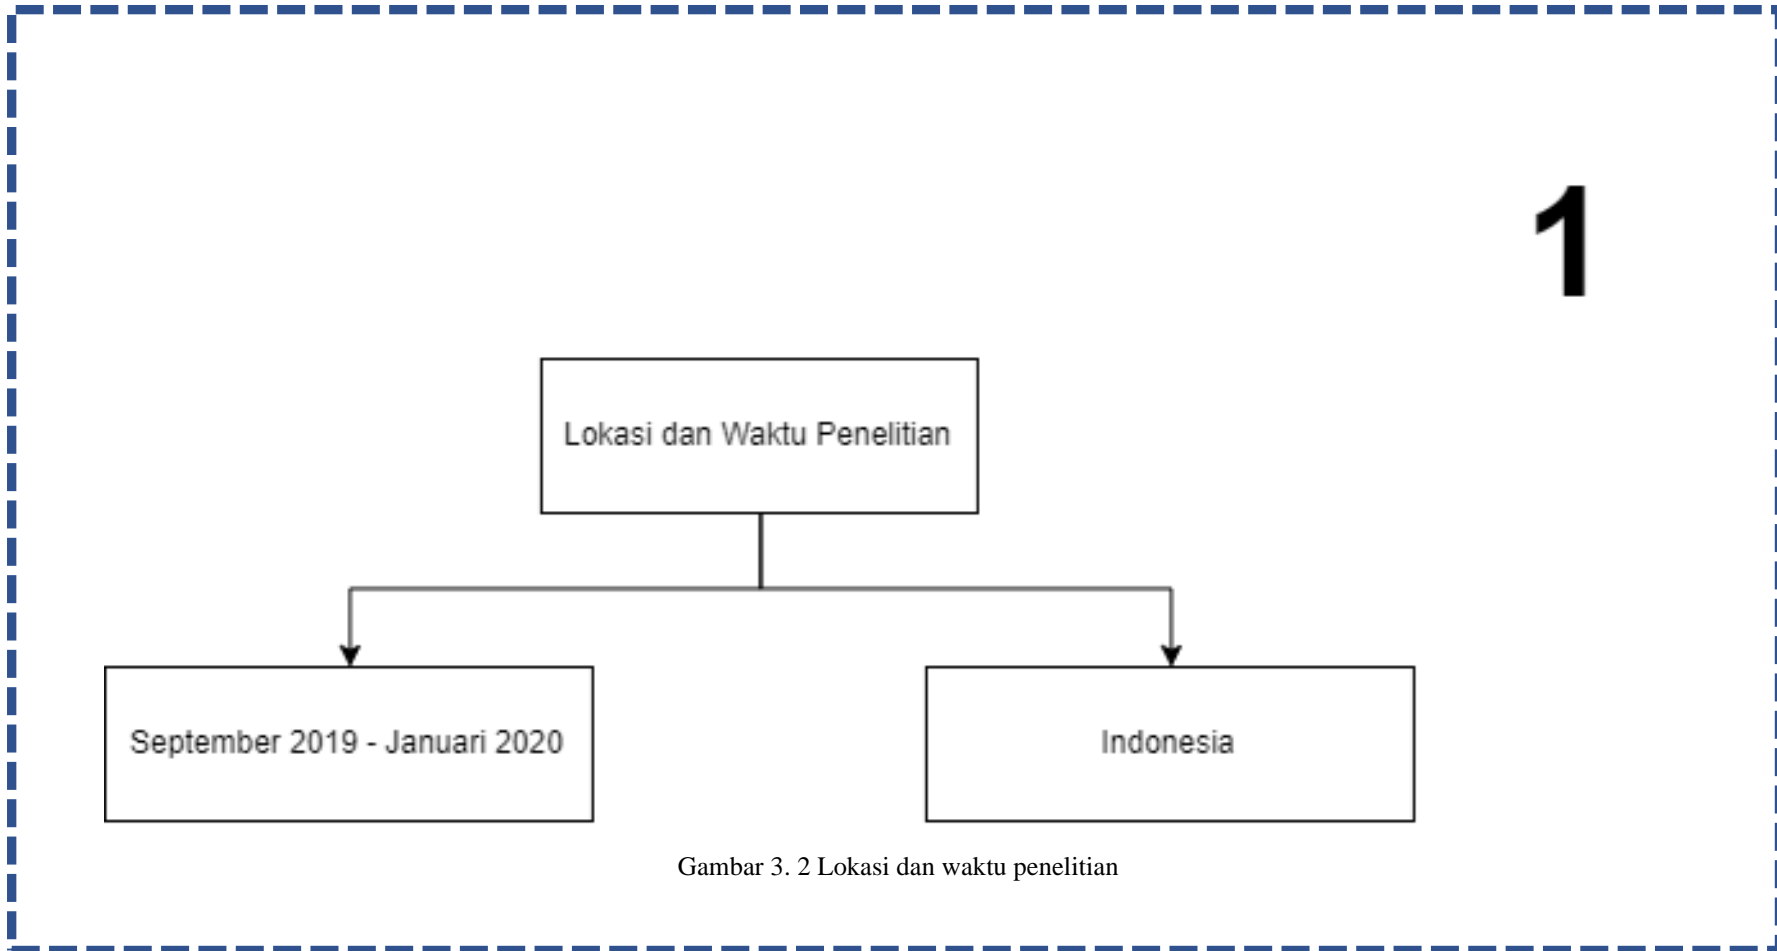 1
Lokasi dan Waktu Penelitian
September 2019 - Januari 2020
Indonesia
Gambar 3. 2 Lokasi dan waktu penelitian